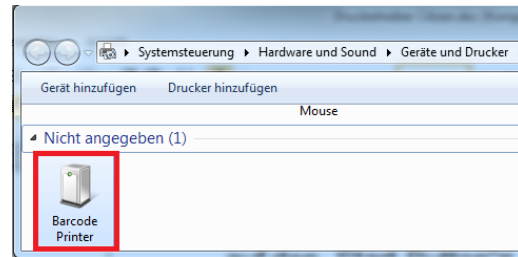 Systemsteuerung ▸ Hardware und Sound ▸ Geräte und Drucker
Gerät hinzufügen Drucker hinzufügen
Mouse
Nicht angegeben (1)
Barcode
Printer